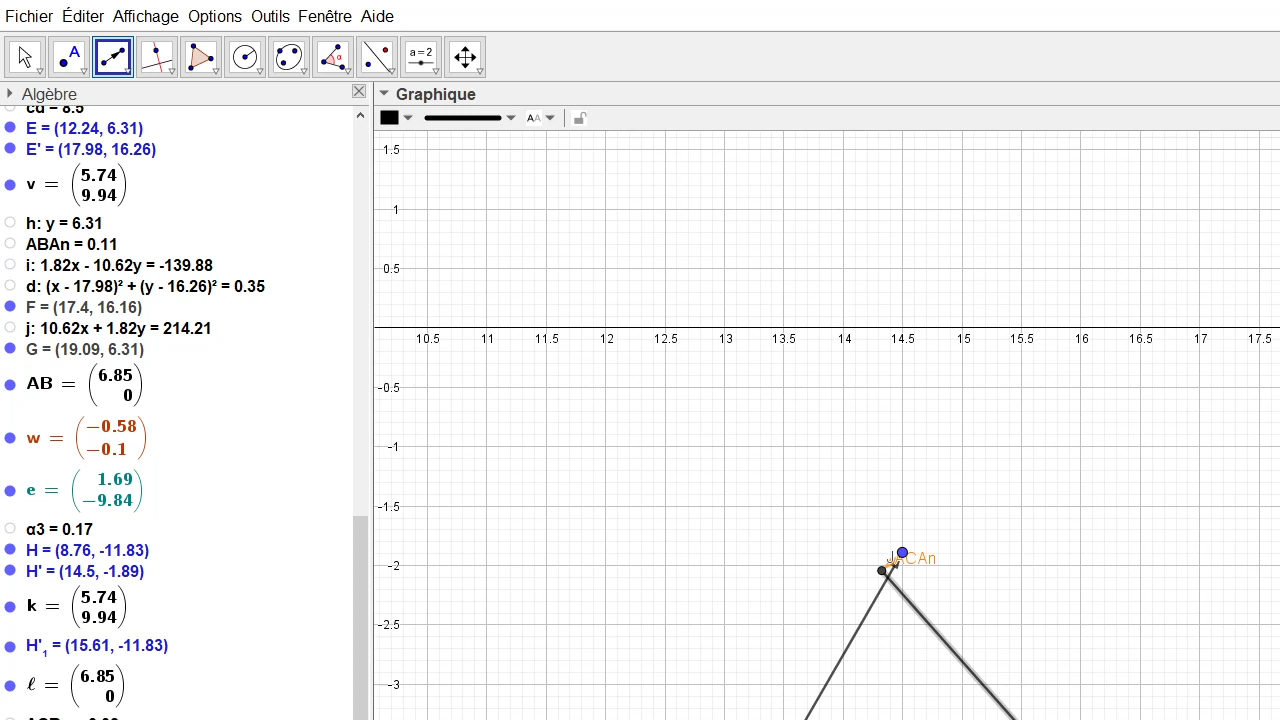 Fichier Éditer Affichage Options Outils Fenêtre Aide
A
α
a=2
Algèbre
Graphique
cd = 8.5
AA
E = (12.24, 6.31)
E' = (17.98, 16.26)
v = (5.74
9.94)
h: y = 6.31
ABAn = 0.11
i: 1.82x - 10.62y = -139.88
d: (x - 17.98)² + (y - 16.26)² = 0.35
F = (17.4, 16.16)
j: 10.62x + 1.82y = 214.21
G = (19.09, 6.31)
AB = (6.85
0)
w = (−0.58
−0.1)
e = (1.69
−9.84)
α3 = 0.17
H = (8.76, -11.83)
H' = (14.5, -1.89)
k = (5.74
9.94)
H'₁ = (15.61, -11.83)
ℓ = (6.85
0)
1.5
1
0.5
10.5 11 11.5 12 12.5 13 13.5 14 14.5 15 15.5 16 16.5 17 17.5
-0.5
-1
-1.5
-2
-2.5
-3
ACAn